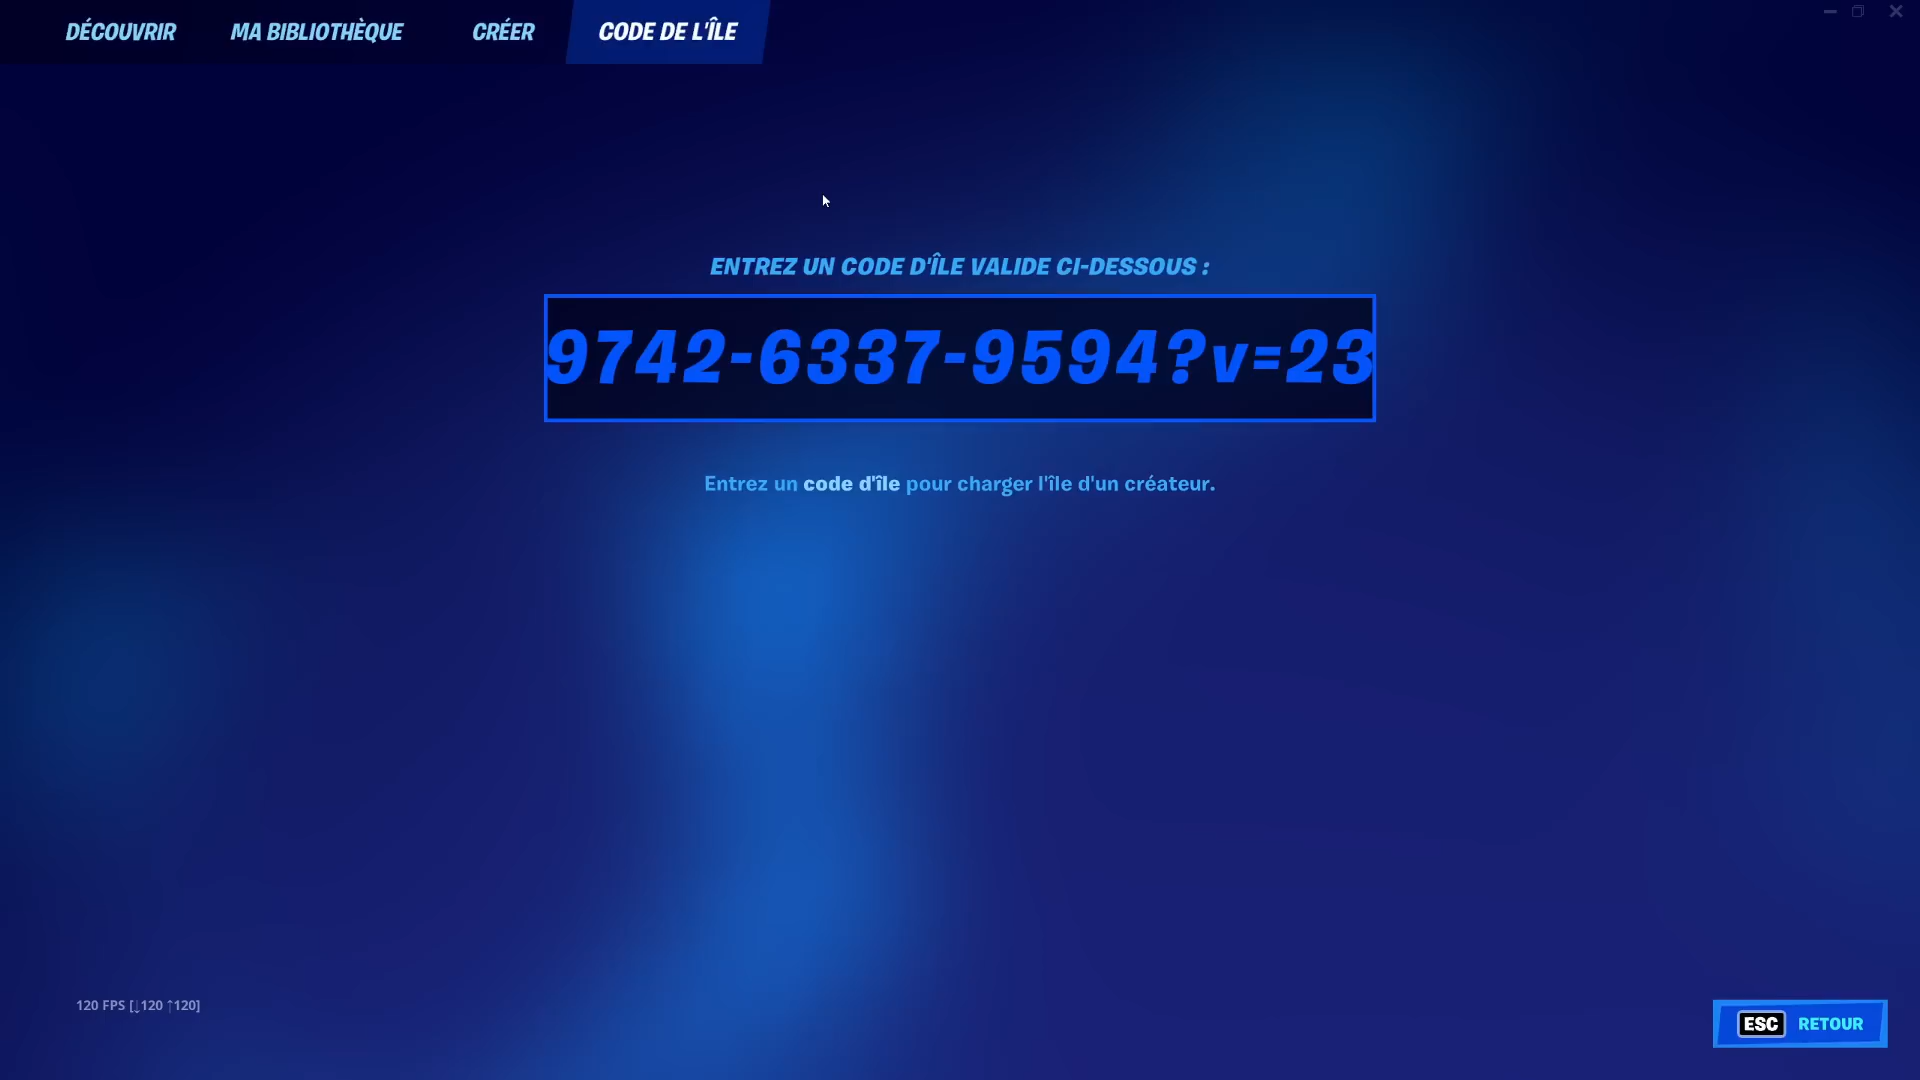 DÉCOUVRIR MA BIBLIOTHÈQUE CRÉER CODE DE L'ÎLE
ENTREZ UN CODE D'ÎLE VALIDE CI-DESSOUS :
9742-6337-9594?v=23
Entrez un code d'île pour charger l'île d'un créateur.
120 FPS [↓120 ↑120]
ESC RETOUR